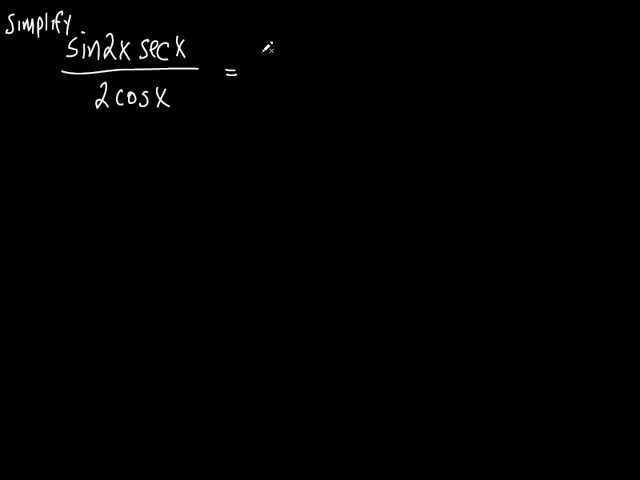 Simplify
sin2x secx
2cosx
=